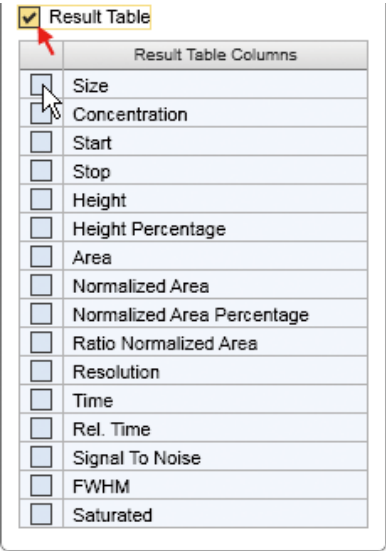 Result Table
Result Table Columns
Size
Concentration
Start
Stop
Height
Height Percentage
Area
Normalized Area
Normalized Area Percentage
Ratio Normalized Area
Resolution
Time
Rel. Time
Signal To Noise
FWHM
Saturated